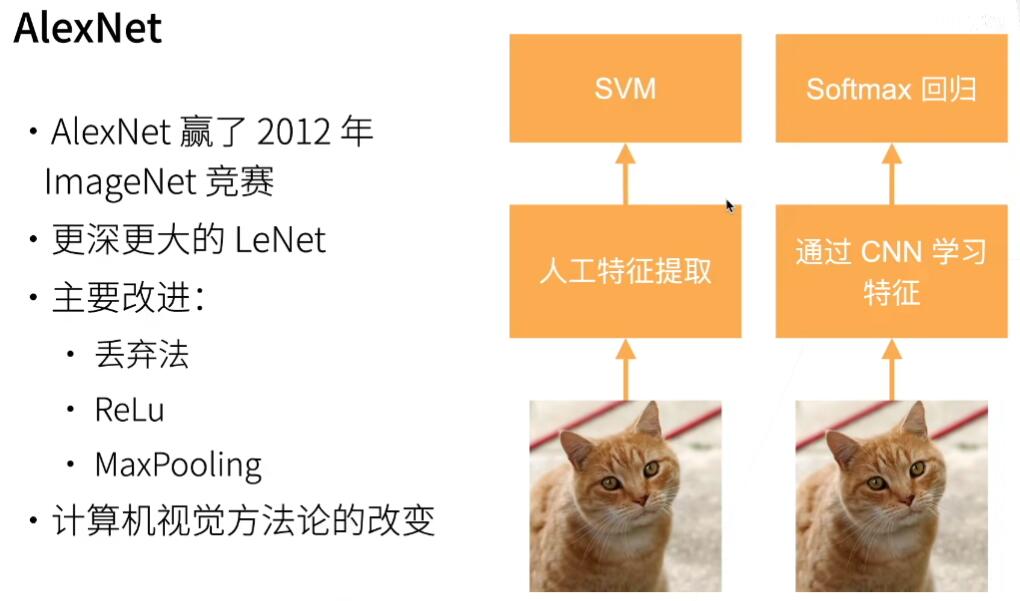 AlexNet
• AlexNet 赢了 2012 年
ImageNet 竞赛
• 更深更大的 LeNet
• 主要改进：
• 丢弃法
• ReLu
• MaxPooling
• 计算机视觉方法论的改变
SVM
人工特征提取
Softmax 回归
通过 CNN 学习
特征